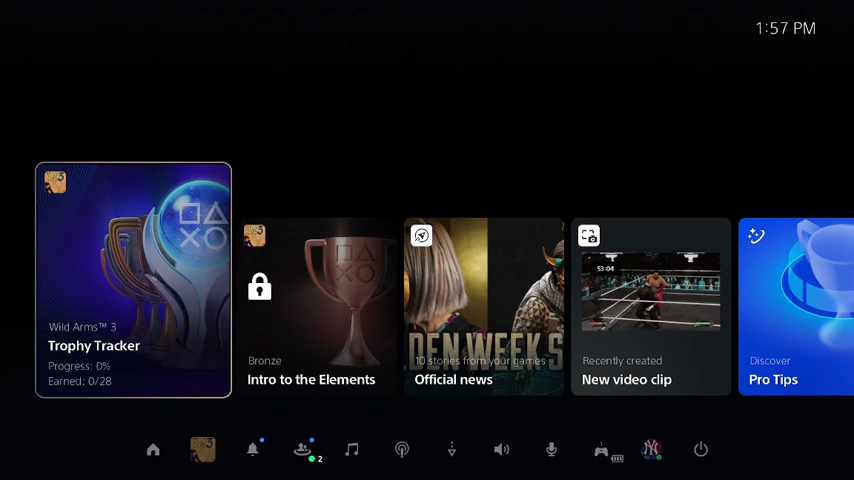 1:57 PM
Wild Arms™ 3
Trophy Tracker
Progress: 0%
Earned: 0/28
Bronze
Intro to the Elements
DEN WEEKS
10 stories from your games
Official news
53:04
Recently created
New video clip
Discover
Pro Tips
2